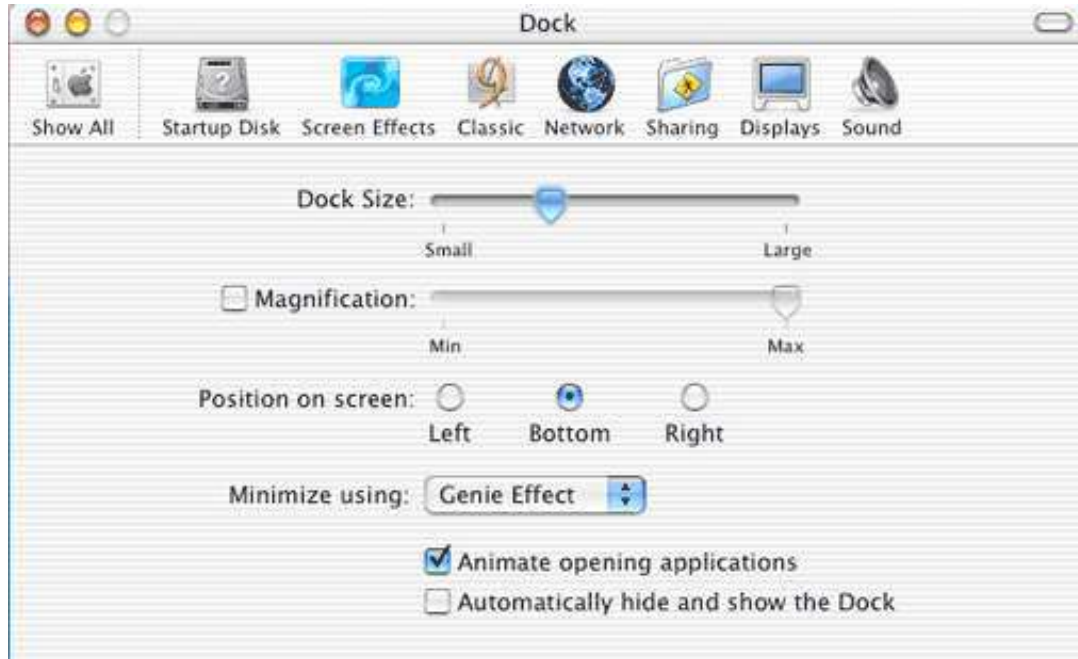 Dock
Show All Startup Disk Screen Effects Classic Network Sharing Displays Sound
Dock Size:
Small Large
Magnification:
Min Max
Position on screen:
Left Bottom Right
Minimize using: Genie Effect
Animate opening applications
Automatically hide and show the Dock